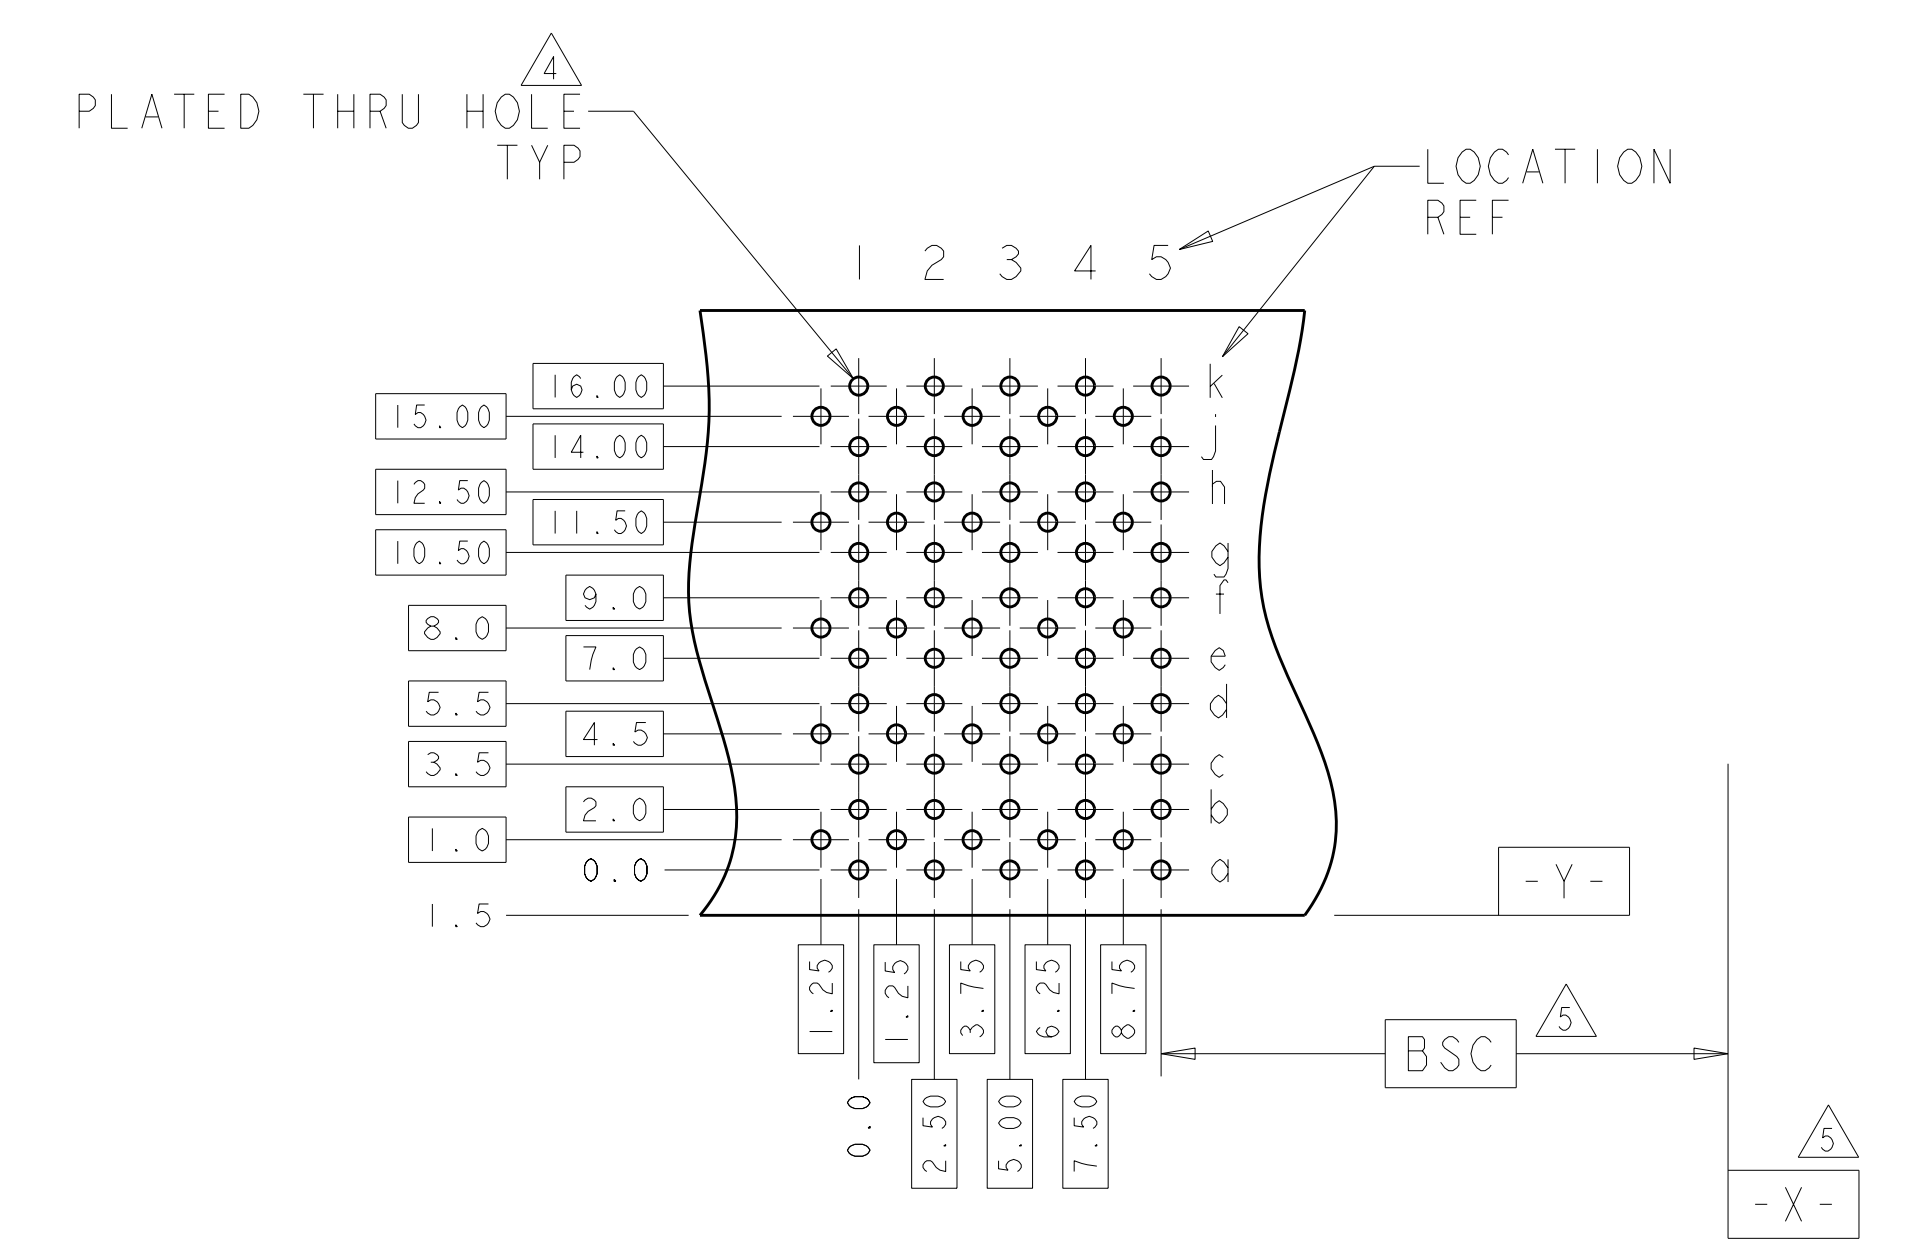 4
PLATED THRU HOLE
TYP
LOCATION
REF
1 2 3 4 5
16.00 k
15.00
14.00 j
12.50 h
11.50
10.50 g
9.0 f
8.0
7.0 e
5.5 d
4.5
3.5 c
2.0 b
1.0
0.0 a
1.5
-Y-
1.25 1.25 3.75 6.25 8.75
5
BSC
0.0 2.50 5.00 7.50
5
-X-